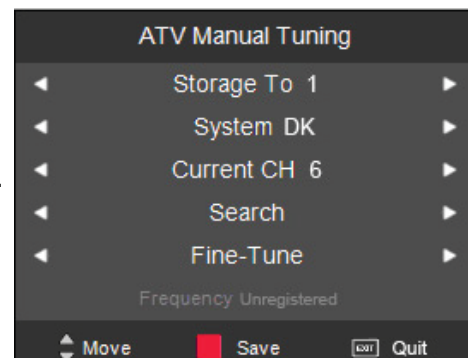 ATV Manual Tuning
Storage To 1
System DK
Current CH 6
Search
Fine-Tune
Frequency Unregistered
Move Save EXIT Quit